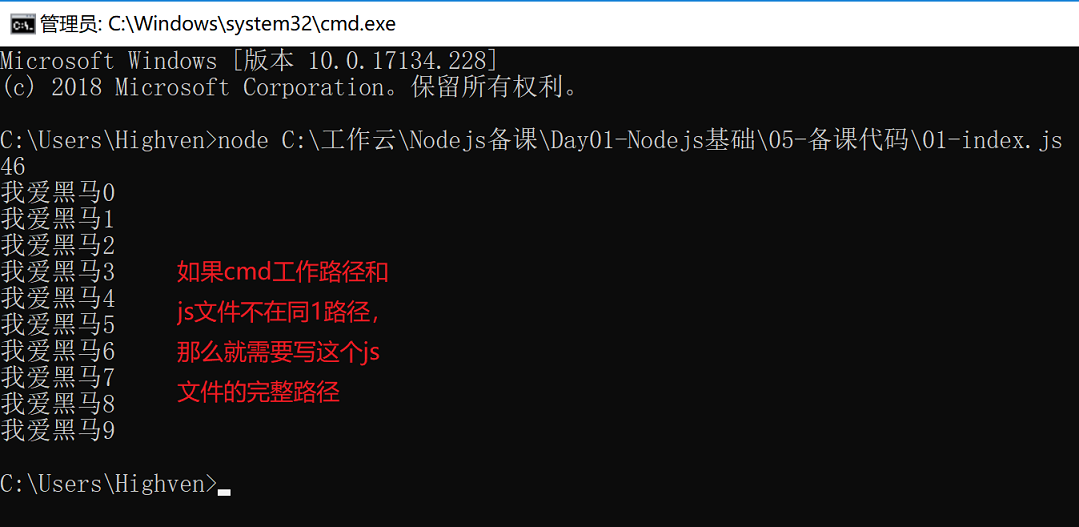 管理员: C:\Windows\system32\cmd.exe
Microsoft Windows [版本 10.0.17134.228]
(c) 2018 Microsoft Corporation。保留所有权利。
C:\Users\Highven>node C:\工作云\Nodejs备课\Day01-Nodejs基础\05-备课代码\01-index.js
46
我爱黑马0
我爱黑马1
我爱黑马2
我爱黑马3
我爱黑马4
我爱黑马5
我爱黑马6
我爱黑马7
我爱黑马8
我爱黑马9
如果cmd工作路径和
js文件不在同1路径，
那么就需要写这个js
文件的完整路径
C:\Users\Highven>